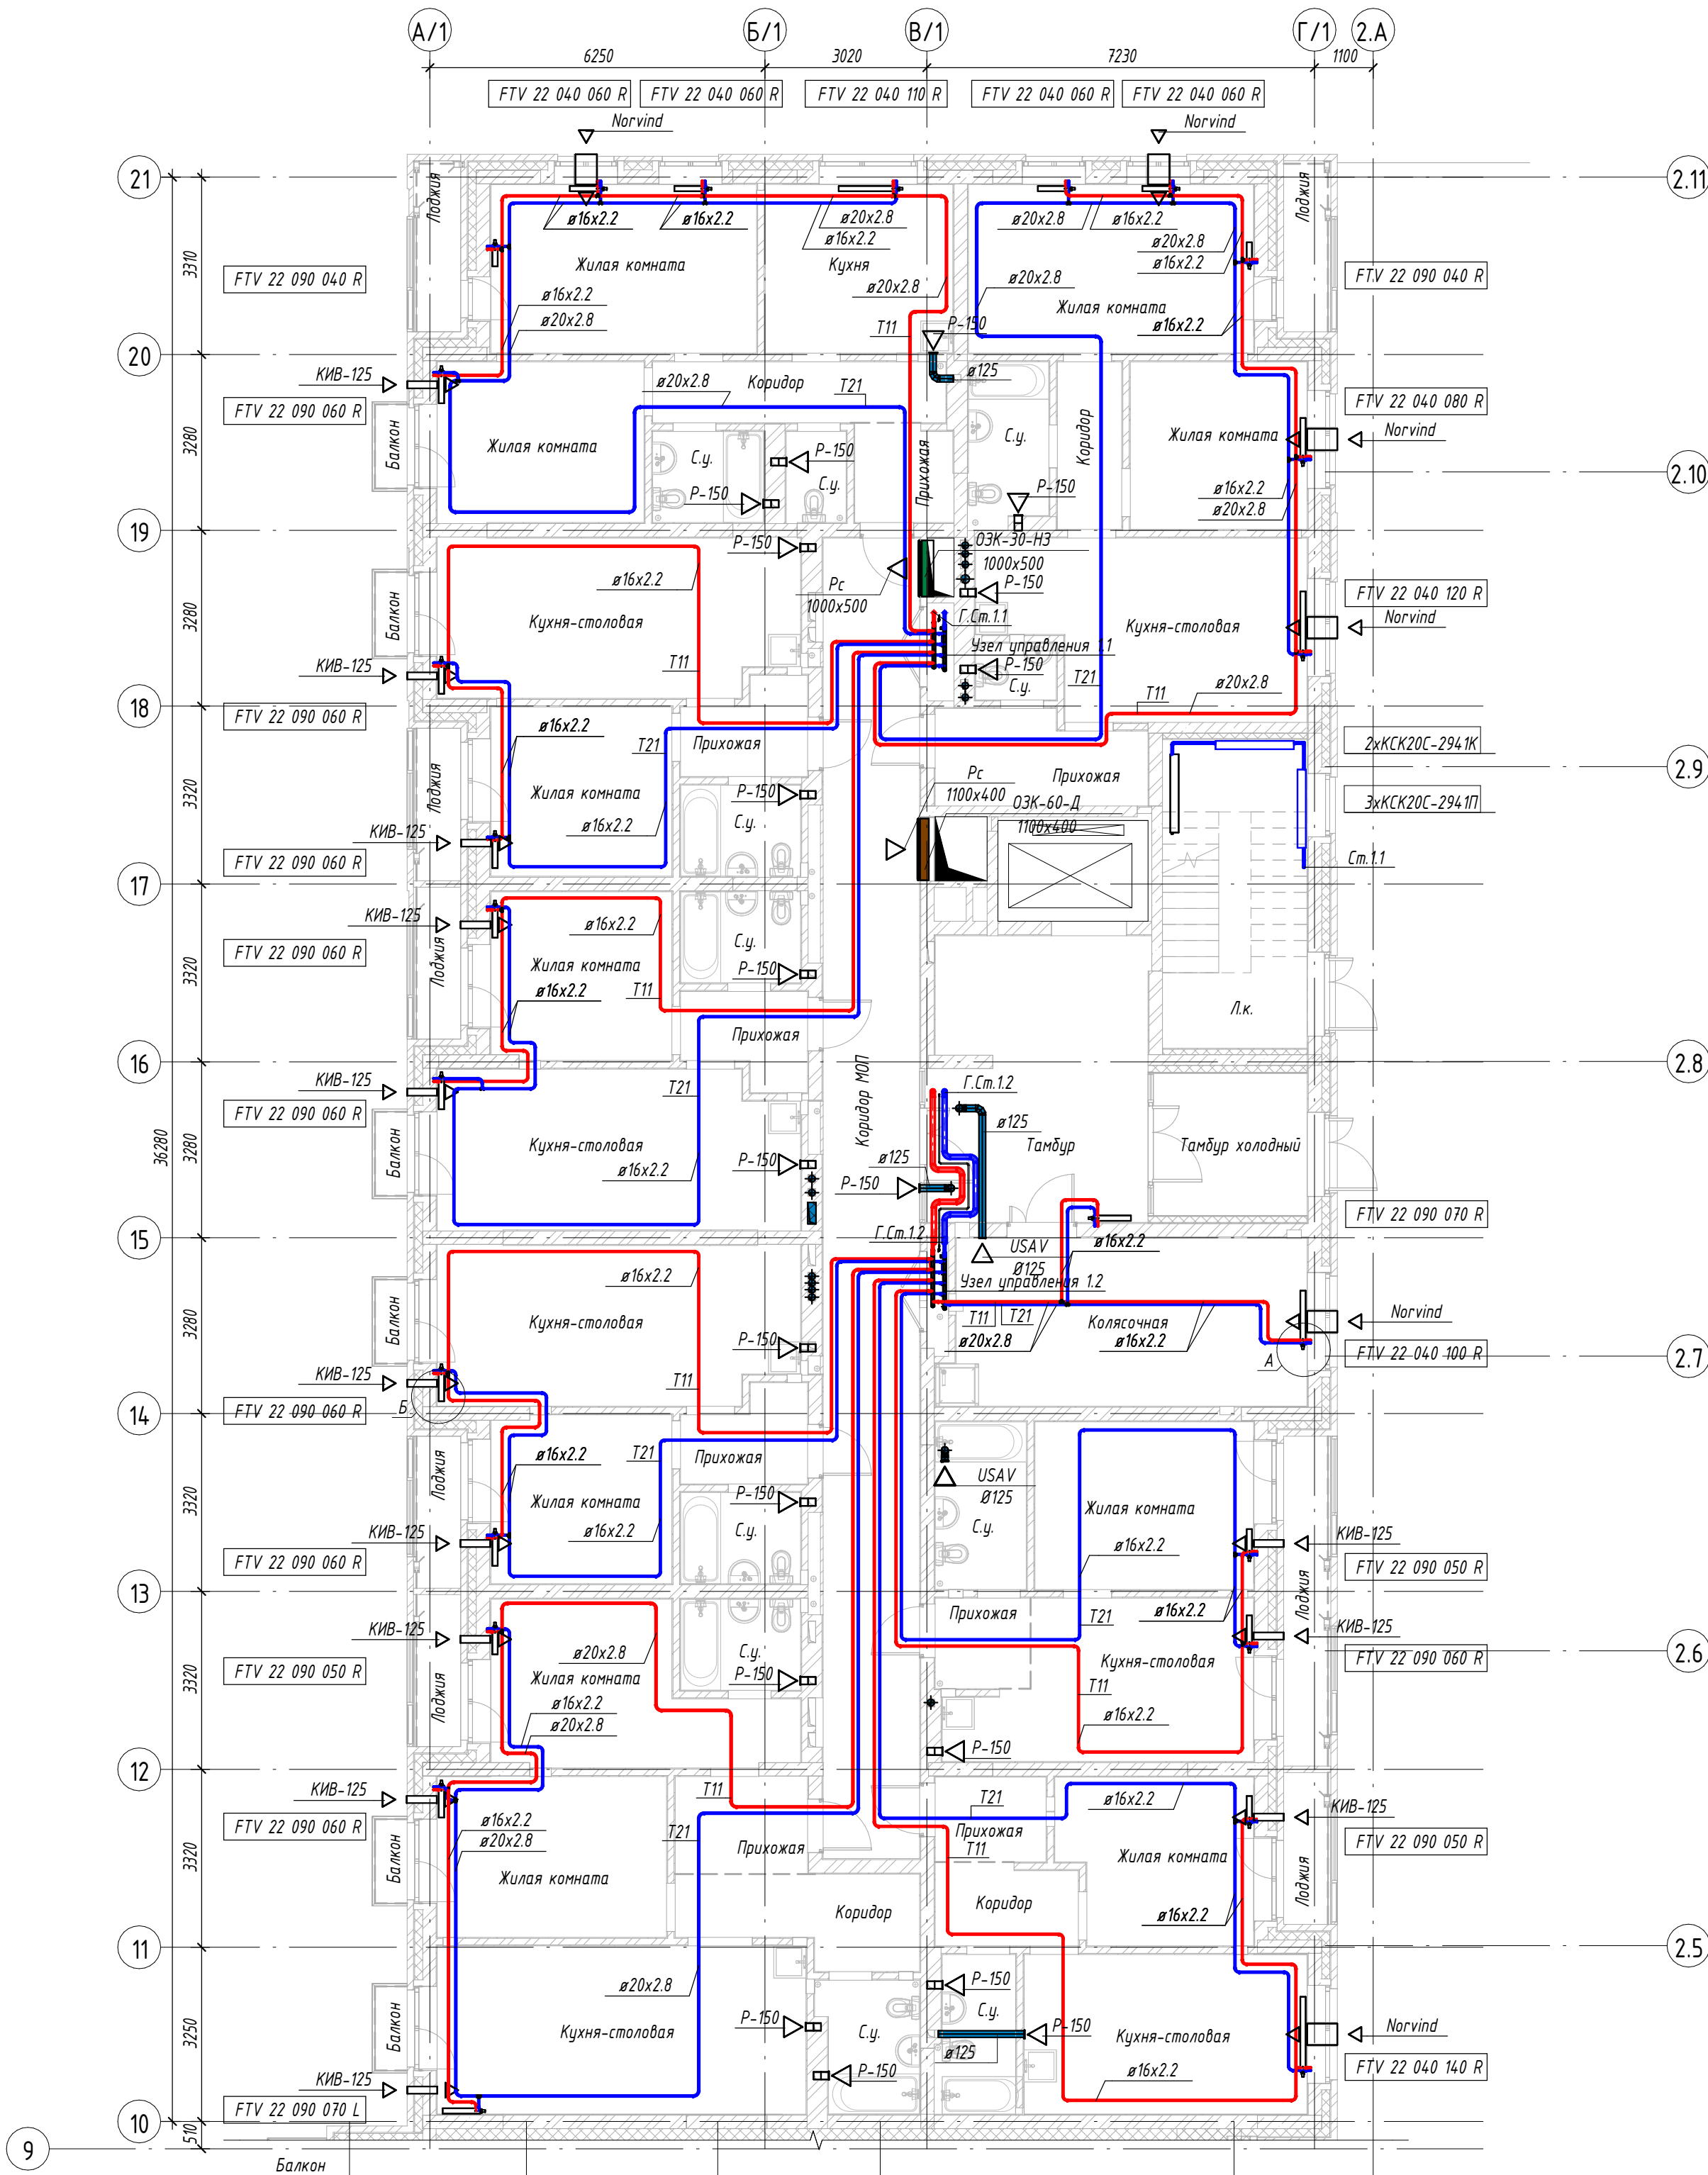 А/1
Б/1
В/1
Г/1
2.А
6250
3020
7230
1100
FTV 22 040 060 R
FTV 22 040 060 R
FTV 22 040 110 R
FTV 22 040 060 R
FTV 22 040 060 R
Norvind
Norvind
21
2.11
Лоджия
Лоджия
ø16x2.2
ø16x2.2
ø20x2.8
ø16x2.2
ø20x2.8
ø16x2.2
ø20x2.8
ø16x2.2
3310
FTV 22 090 040 R
Жилая комната
Кухня
ø20x2.8
ø20x2.8
Жилая комната
FTV 22 090 040 R
ø16x2.2
ø20x2.8
T11
P-150
ø16x2.2
20
КИВ-125
FTV 22 090 060 R
ø20x2.8
Коридор
T21
ø125
FTV 22 040 080 R
Norvind
3280
Балкон
Жилая комната
С.у.
P-150
P-150
С.у.
Прихожая
С.у.
P-150
Коридор
Жилая комната
ø16x2.2
ø20x2.8
2.10
19
P-150
ОЗК-30-НЗ
1000x500
ø16x2.2
Рс
1000x500
P-150
FTV 22 040 120 R
Norvind
3280
Балкон
Кухня-столовая
Г.Ст.1.1
Кухня-столовая
Узел управления 1.1
КИВ-125
T11
P-150
С.у.
T21
T11
ø20x2.8
18
FTV 22 090 060 R
ø16x2.2
T21
Прихожая
2xКСК20С-2941К
2.9
3320
Лоджия
Жилая комната
P-150
Рс
1100x400
Прихожая
ОЗК-60-Д
1100x400
3xКСК20С-2941П
ø16x2.2
С.у.
КИВ-125
FTV 22 090 060 R
Ст.1.1
17
КИВ-125
FTV 22 090 060 R
3320
Лоджия
ø16x2.2
Жилая комната
ø16x2.2
T11
С.у.
P-150
Прихожая
Л.к.
16
2.8
КИВ-125
FTV 22 090 060 R
T21
Коридор МОП
Г.Ст.1.2
ø125
36280
3280
Балкон
Кухня-столовая
ø16x2.2
P-150
ø125
P-150
Тамбур
Тамбур холодный
15
FTV 22 090 070 R
Г.Ст.1.2
USAV
Ø125
ø16x2.2
ø16x2.2
Узел управления 1.2
3280
Балкон
Кухня-столовая
P-150
T11
T21
ø20x2.8
Колясочная
ø16x2.2
Norvind
А
FTV 22 040 100 R
2.7
КИВ-125
T11
FTV 22 090 060 R
Б
14
3320
Лоджия
ø16x2.2
T21
Прихожая
USAV
Ø125
Жилая комната
ø16x2.2
P-150
С.у.
С.у.
Жилая комната
ø16x2.2
КИВ-125
FTV 22 090 060 R
КИВ-125
FTV 22 090 050 R
13
КИВ-125
FTV 22 090 050 R
3320
Лоджия
ø20x2.8
Жилая комната
ø16x2.2
ø20x2.8
С.у.
P-150
Прихожая
T21
ø16x2.2
Лоджия
КИВ-125
FTV 22 090 060 R
2.6
Кухня-столовая
T11
ø16x2.2
P-150
12
КИВ-125
FTV 22 090 060 R
T11
T21
T21
ø16x2.2
КИВ-125
FTV 22 090 050 R
3320
Балкон
ø16x2.2
ø20x2.8
Жилая комната
Прихожая
Коридор
Прихожая
T11
Коридор
Жилая комната
ø16x2.2
Лоджия
11
2.5
ø20x2.8
P-150
3250
Балкон
Кухня-столовая
P-150
С.у.
P-150
С.у.
ø125
P-150
Кухня-столовая
ø16x2.2
Norvind
FTV 22 040 140 R
КИВ-125
FTV 22 090 070 L
10
510
9
Балкон